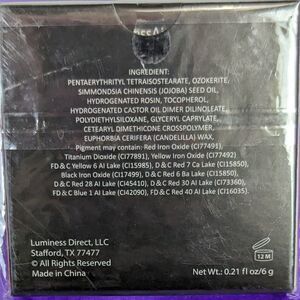 INGREDIENT:
PENTAERYTHRITYL TETRAISOSTEARATE, OZOKERITE,
SIMMONDSIA CHINENSIS (JOJOBA) SEED OIL,
HYDROGENATED ROSIN, TOCOPHEROL,
HYDROGENATED CASTOR OIL DIMER DILINOLEATE,
POLYDIETHYLSILOXANE, GLYCERYL CAPRYLATE,
CETEARYL DIMETHICONE CROSSPOLYMER,
EUPHORBIA CERIFERA (CANDELILLA) WAX,
Pigment may contain: Red Iron Oxide (CI77491),
Titanium Dioxide (CI77891), Yellow Iron Oxide (CI77492)
FD & C Yellow 6 Al Lake (CI15985), D&C Red 7 Ca Lake (CI15850)
Black Iron Oxide (CI77499), D&C Red 6 Ba Lake (CI15850)
D&C Red 28 Al Lake (CI45410), D&C Red 30 Al Lake (CI73360),
FD&C Blue 1 Al Lake (CI42090), FD&C Red 40 Al Lake (CI16035).
Luminess Direct, LLC
Stafford, TX 77477
© All Rights Reserved
Made in China
12 M
Net Wt.: 0.21 fl oz/6 g